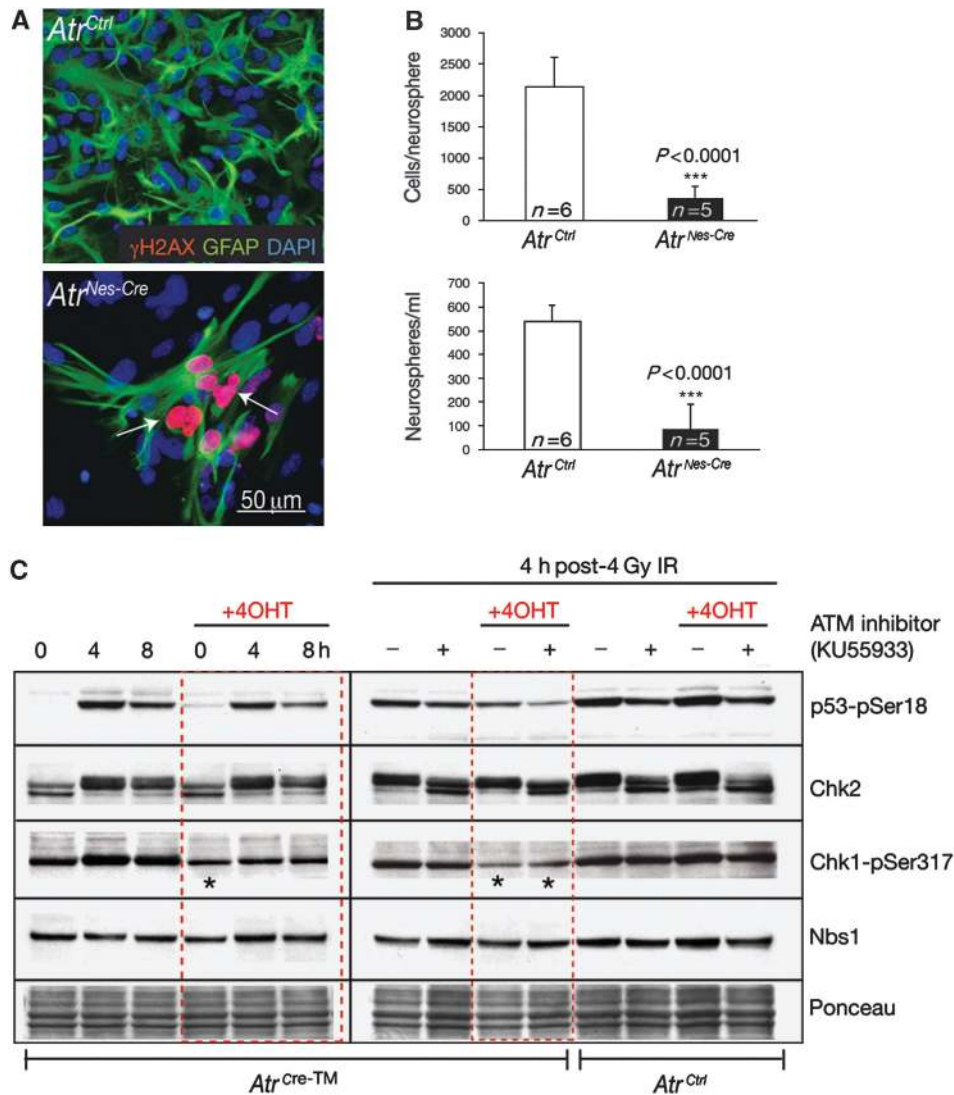 A
Atr^Ctrl
γH2AX GFAP DAPI
Atr^Nes-Cre
50 μm
B
Cells/neurosphere
3000
2500
2000
1500
1000
500
0
P<0.0001
***
n=6
n=5
Atr^Ctrl
Atr^Nes-Cre
Neurospheres/ml
700
600
500
400
300
200
100
0
P<0.0001
***
n=6
n=5
Atr^Ctrl
Atr^Nes-Cre
C
4 h post-4 Gy IR
+4OHT +4OHT +4OHT
ATM inhibitor
(KU55933)
0 4 8 0 4 8 h − + − + − + − +
p53-pSer18
Chk2
Chk1-pSer317
* * *
Nbs1
Ponceau
Atr^Cre-TM Atr^Ctrl